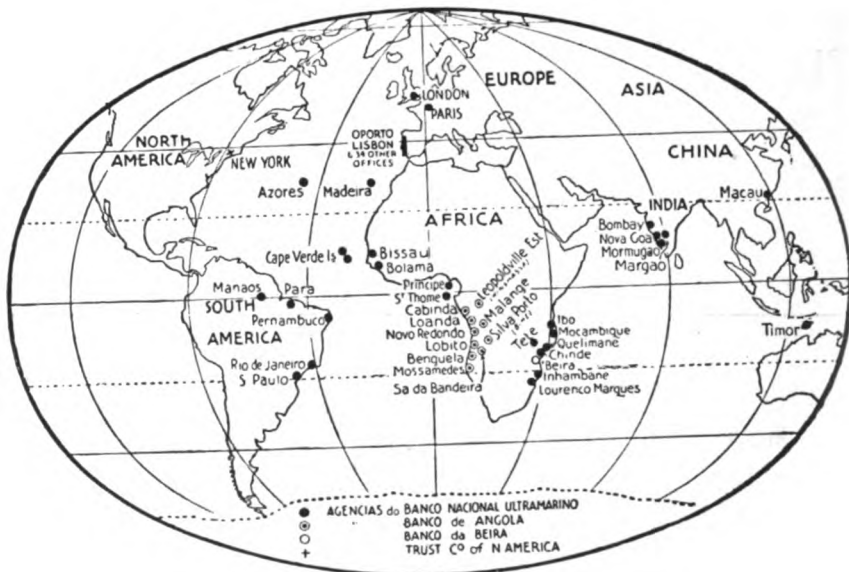 EUROPE
ASIA
LONDON
PARIS
NORTH
AMERICA
NEW YORK
OPORTO
LISBON
& 34 OTHER
OFFICES
CHINA
Azores
Madeira
AFRICA
INDIA
Macau
Bombay
Nova Goa
Mormugao
Margao
Cape Verde Is
Bissau
Bolama
Leopoldville Est
Manaos
Para
SOUTH
AMERICA
Pernambuco
Principe
St Thome
Cabinda
Loanda
Novo Redondo
Lobito
Benguela
Mossamedes
Sa da Bandeira
Malange
Silva Porto
Tete
Ibo
Mocambique
Quelimane
Chinde
Beira
Inhambane
Lourenco Marques
Timor
Rio de Janeiro
S Paulo
AGENCIAS do BANCO NACIONAL ULTRAMARINO
BANCO de ANGOLA
BANCO da BEIRA
TRUST Co of N AMERICA